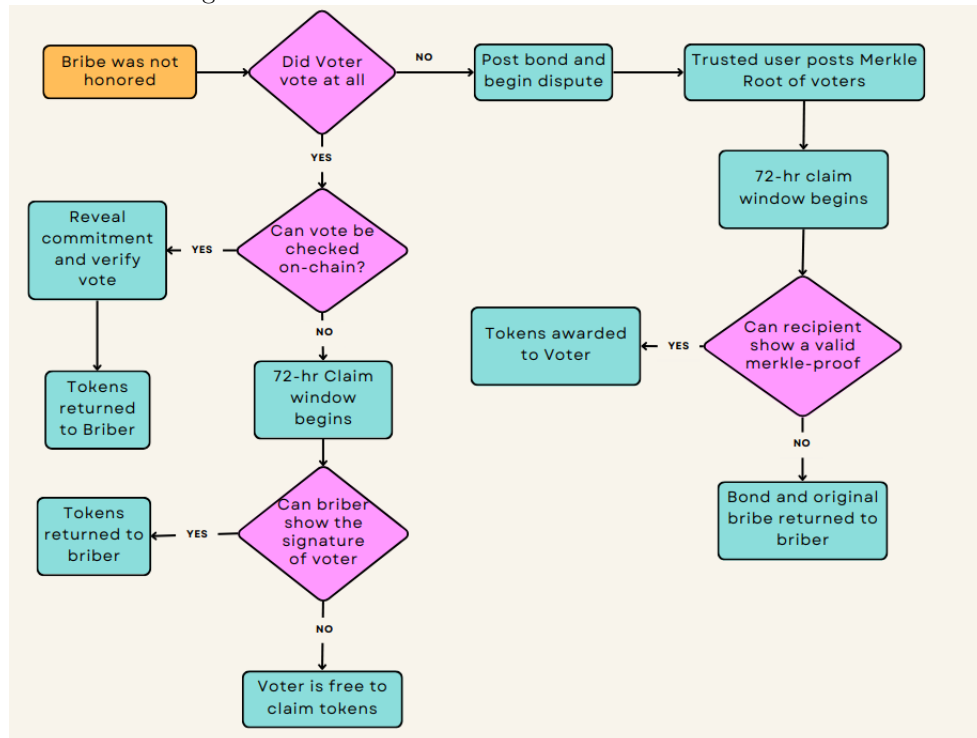 Bribe was not
honored
Did Voter
vote at all
NO
Post bond and
begin dispute
Trusted user posts Merkle
Root of voters
YES
72-hr claim
window begins
Reveal
commitment
and verify
vote
YES
Can vote be
checked
on-chain?
NO
Tokens awarded
to Voter
YES
Can recipient
show a valid
merkle-proof
Tokens
returned
to Briber
72-hr Claim
window
begins
NO
Tokens
returned to
briber
YES
Can briber
show the
signature
of voter
Bond and original
bribe returned to
briber
NO
Voter is free to
claim tokens